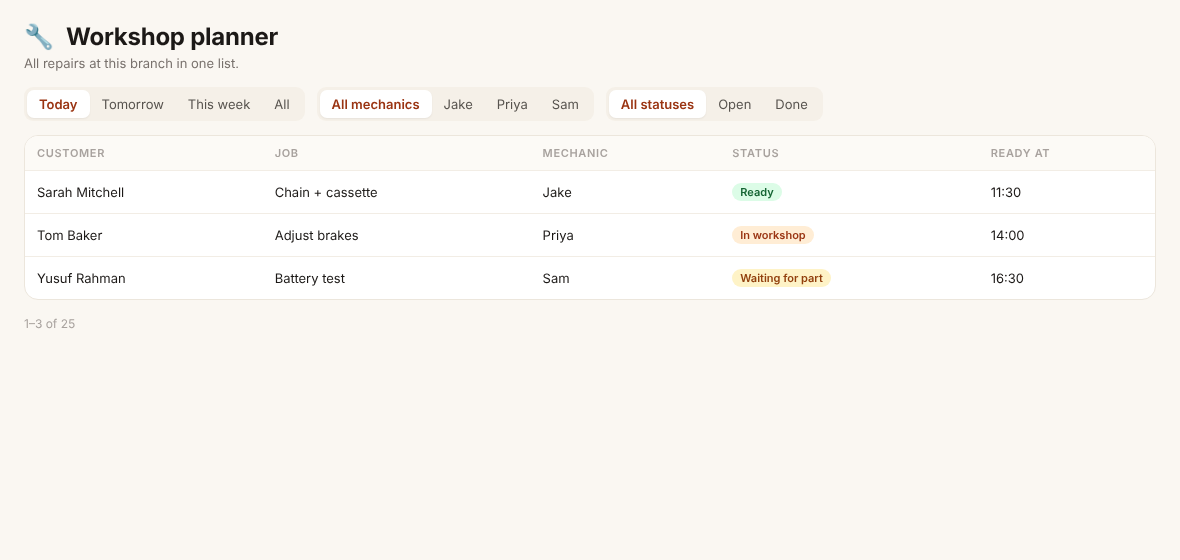 🔧 Workshop planner
All repairs at this branch in one list.
Today Tomorrow This week All All mechanics Jake Priya Sam All statuses Open Done
CUSTOMER JOB MECHANIC STATUS READY AT
Sarah Mitchell Chain + cassette Jake Ready 11:30
Tom Baker Adjust brakes Priya In workshop 14:00
Yusuf Rahman Battery test Sam Waiting for part 16:30
1–3 of 25